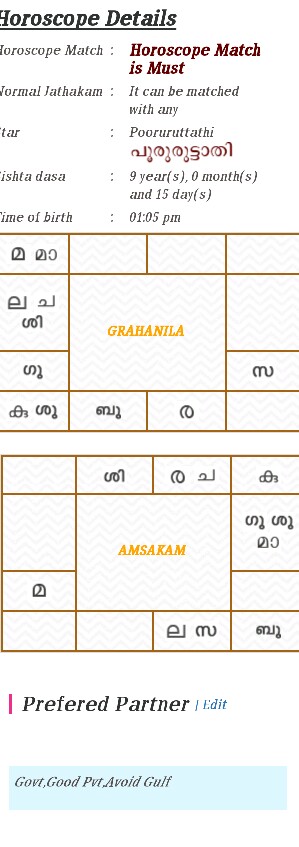 Horoscope Details
Horoscope Match : Horoscope Match
is Must
Normal Jathakam : It can be matched
with any
Star : Pooruruttathi
പൂരുരുട്ടാതി
Sishta dasa : 9 year(s), 0 month(s)
and 15 day(s)
Time of birth : 01:05 pm
മ മാ
ല ച
ശി
GRAHANILA
ഗു
സ
കു ശു ബു ര
ശി ര ച കു
ഗു ശു
മാ
AMSAKAM
മ
ല സ ബു
Prefered Partner | Edit
Govt,Good Pvt,Avoid Gulf